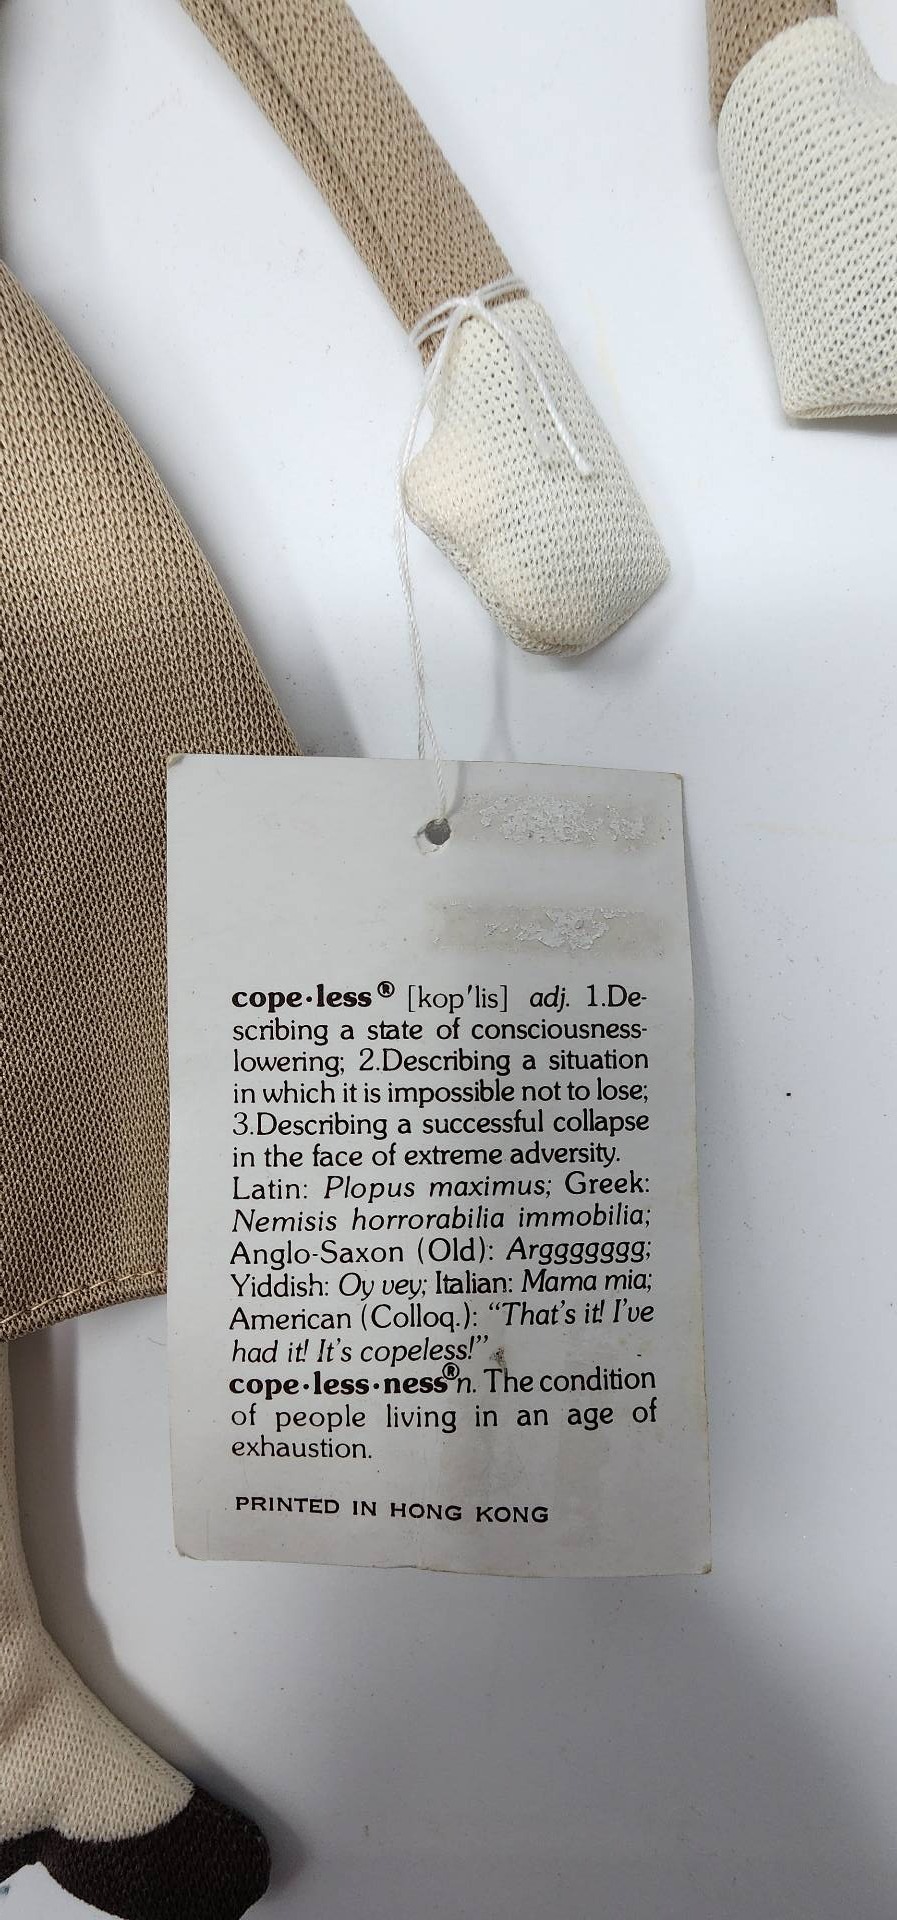 cope·less® [kop'lis] adj. 1.De-
scribing a state of consciousness-
lowering; 2.Describing a situation
in which it is impossible not to lose;
3.Describing a successful collapse
in the face of extreme adversity.
Latin: Plopus maximus; Greek:
Nemisis horrorabilia immobilia;
Anglo-Saxon (Old): Arggggggg;
Yiddish: Oy vey; Italian: Mama mia;
American (Colloq.): “That's it! I've
had it! It's copeless!”
cope·less·ness® n. The condition
of people living in an age of
exhaustion.
PRINTED IN HONG KONG